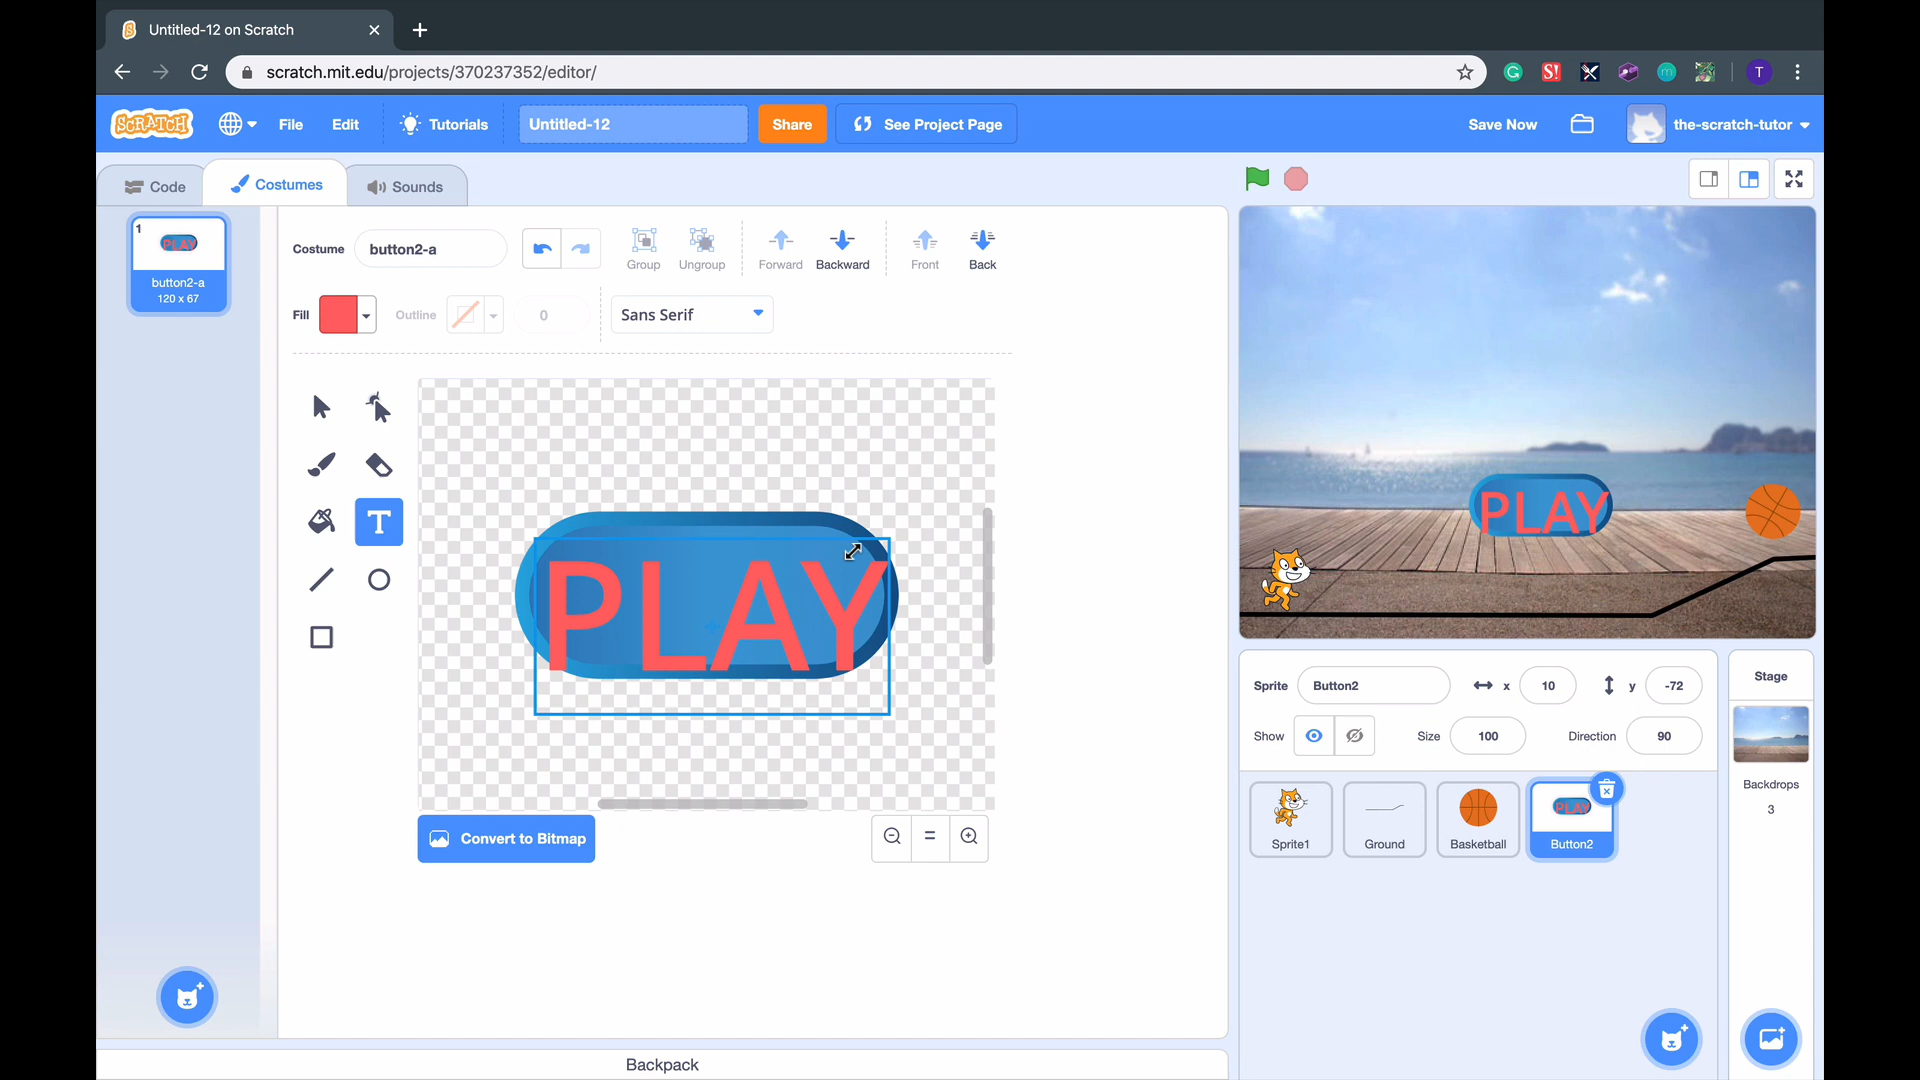 Untitled-12 on Scratch
scratch.mit.edu/projects/370237352/editor/
S!
m
T
SCRATCH
File
Edit
Tutorials
Untitled-12
Share
See Project Page
Save Now
the-scratch-tutor
Code
Costumes
Sounds
1
PLAY
button2-a
120 x 67
Costume
button2-a
Group
Ungroup
Forward
Backward
Front
Back
Fill
Outline
0
Sans Serif
T
PLAY
Convert to Bitmap
PLAY
Sprite
Button2
x
10
y
-72
Show
Size
100
Direction
90
Sprite1
Ground
Basketball
PLAY
Button2
Stage
Backdrops
3
Backpack